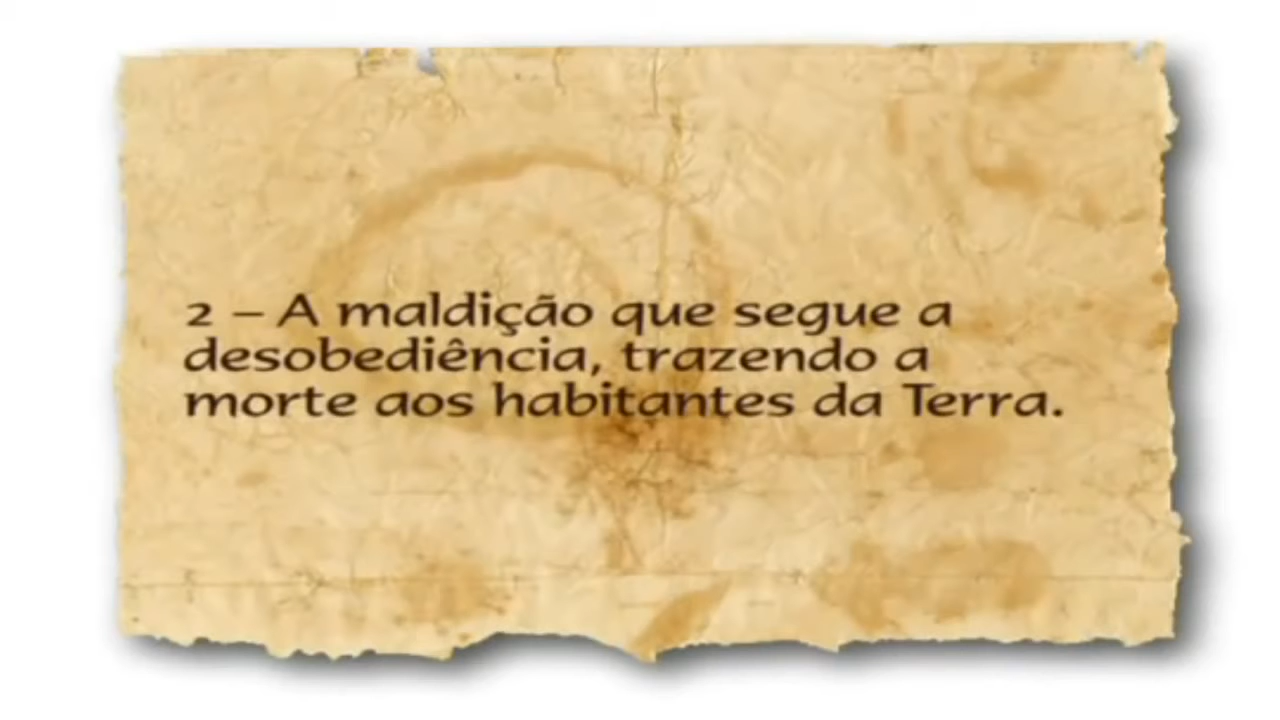 2 – A maldição que segue a
desobediência, trazendo a
morte aos habitantes da Terra.